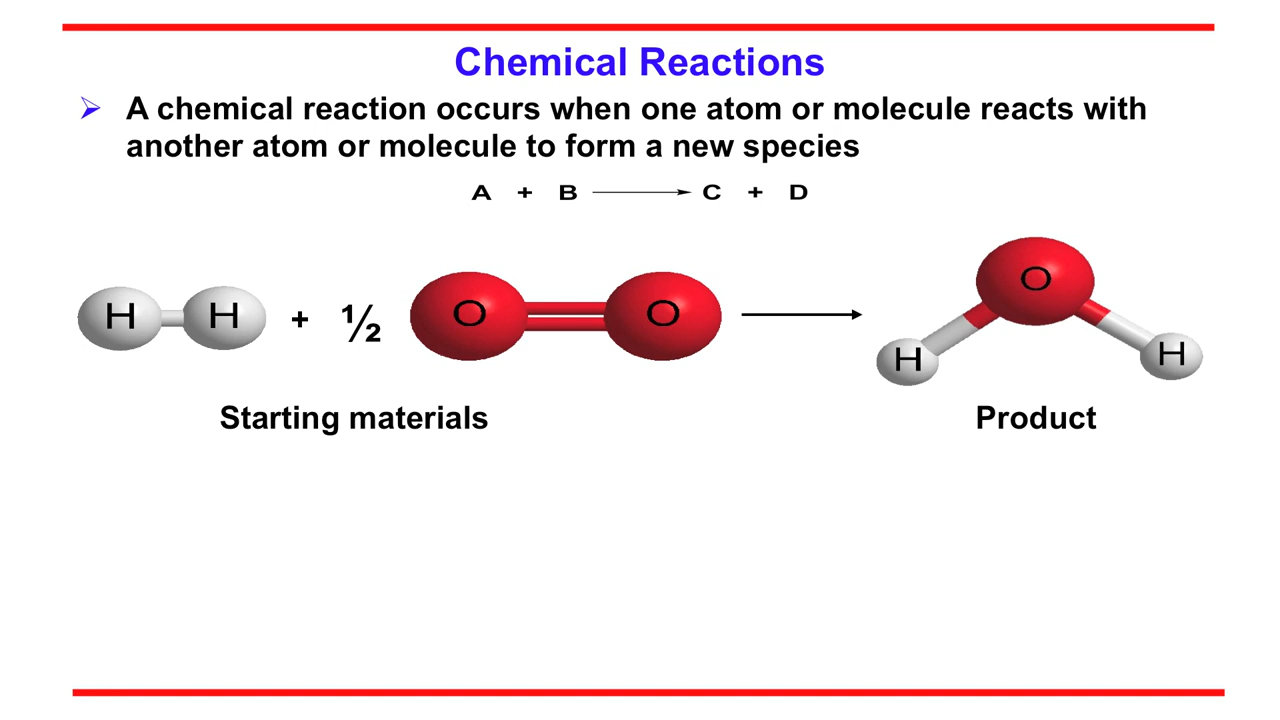 Chemical Reactions
➢ A chemical reaction occurs when one atom or molecule reacts with
another atom or molecule to form a new species
A + B ⟶ C + D
H H + ½ O O ⟶ O H H
Starting materials Product